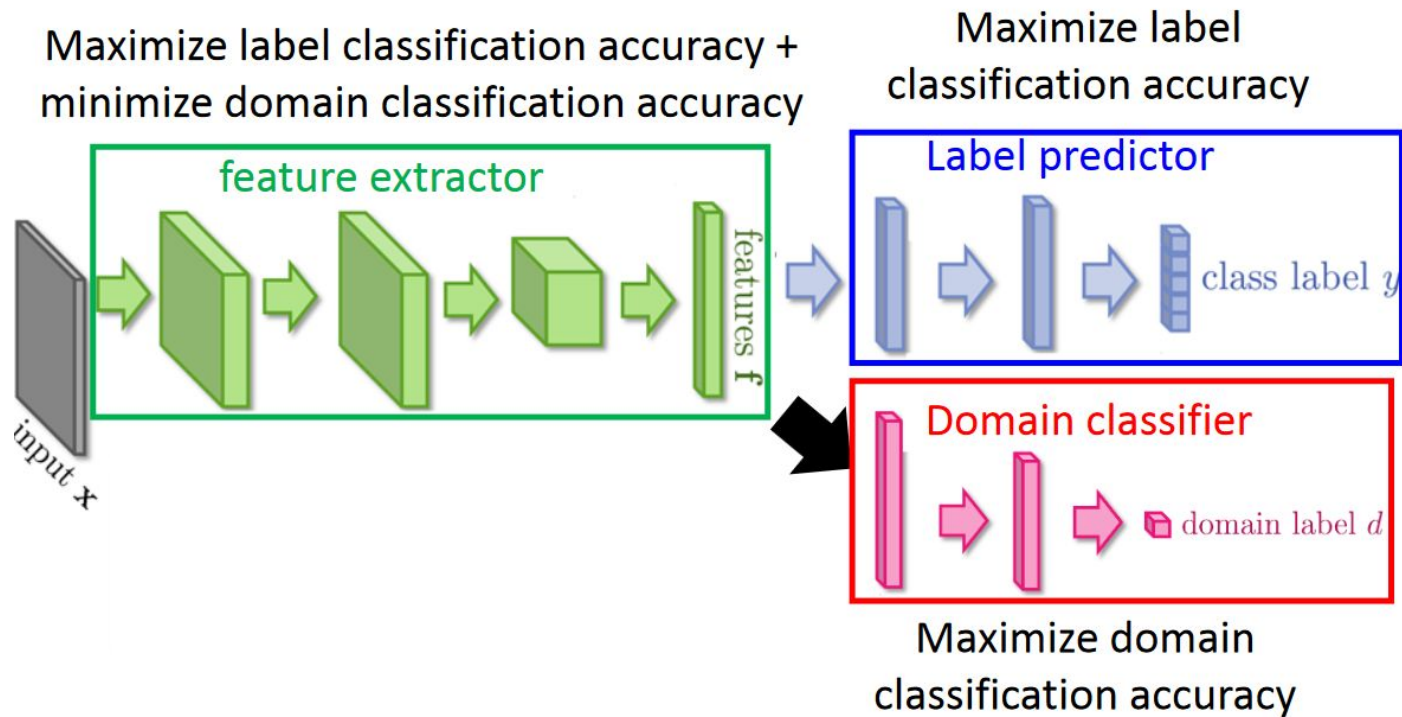 Maximize label classification accuracy +
minimize domain classification accuracy
Maximize label
classification accuracy
feature extractor
input x
features f
Label predictor
class label y
Domain classifier
domain label d
Maximize domain
classification accuracy